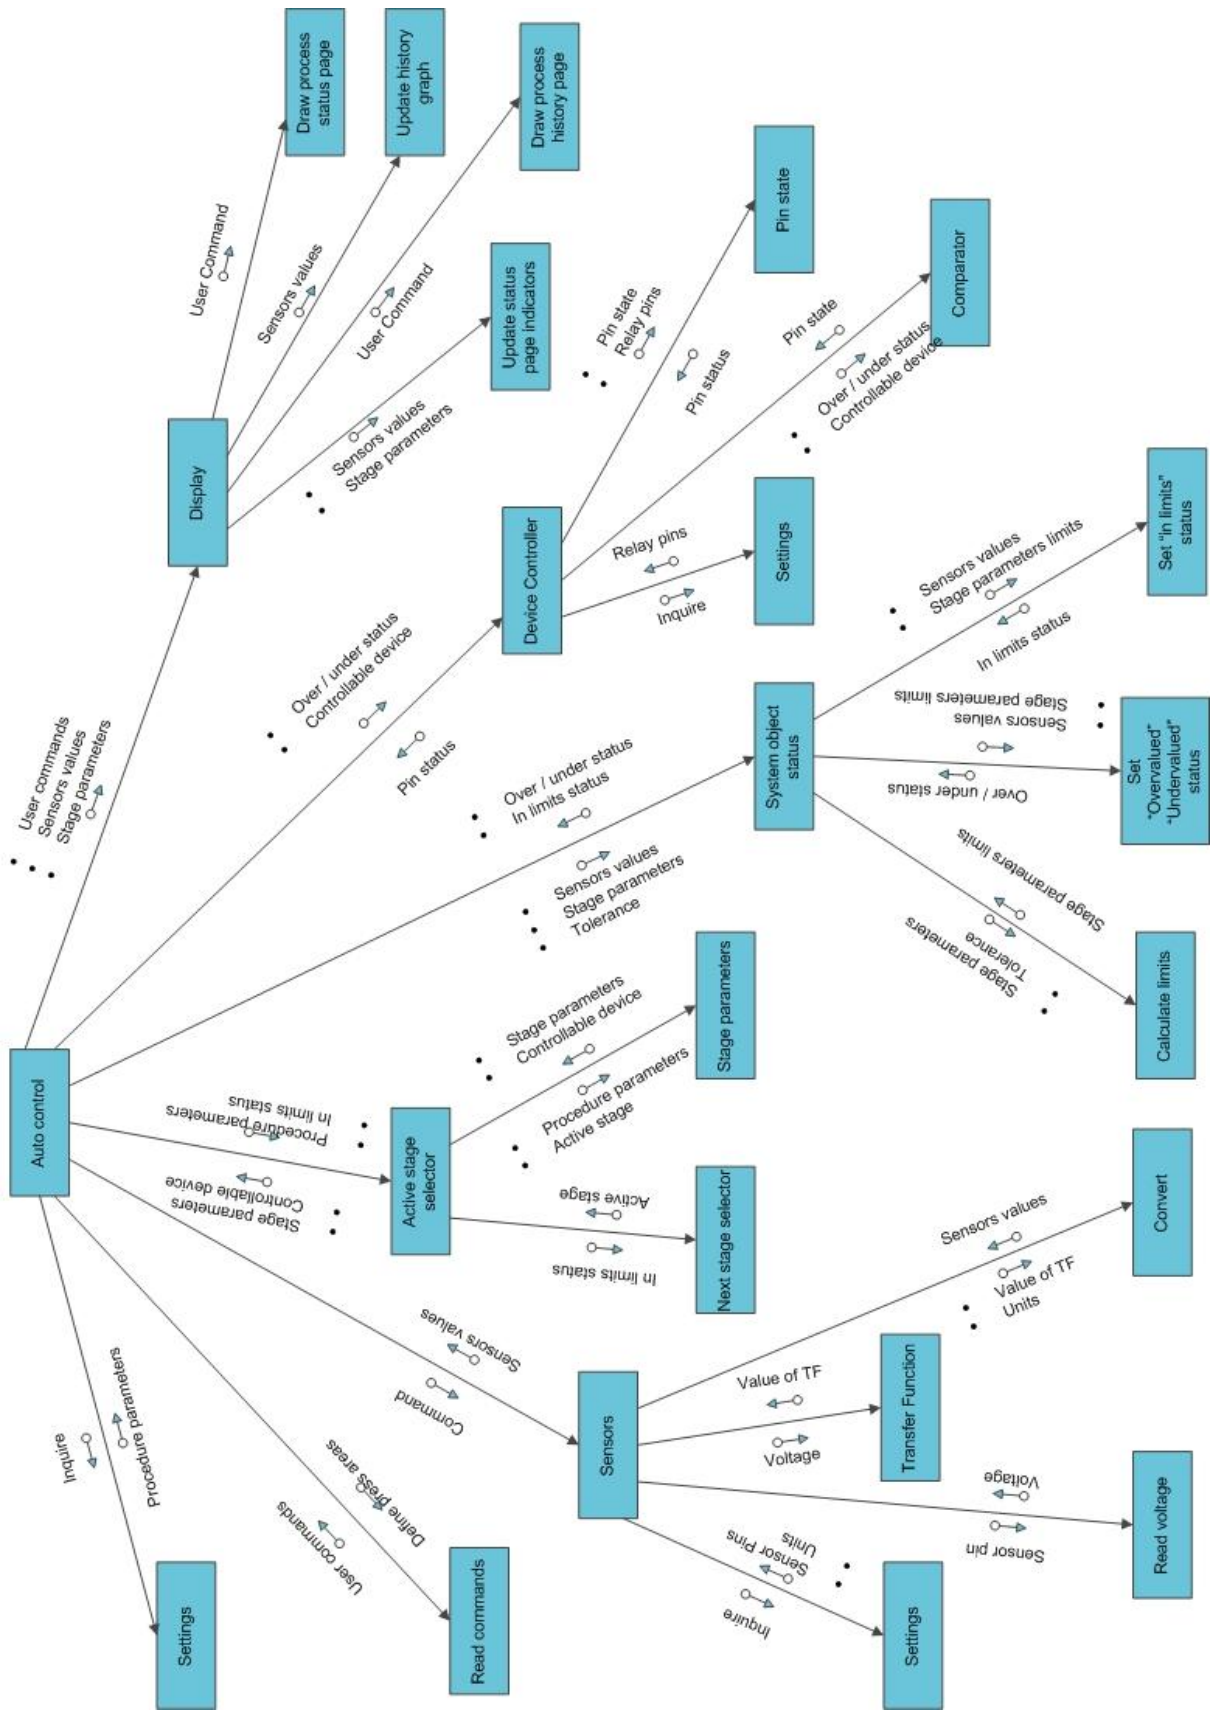 Auto control
Inquire
Procedure parameters
Settings
User commands
Define press areas
Read commands
Command
Sensors values
Sensors
Inquire
Sensor Pins
Units
Settings
Sensor pin
Voltage
Read voltage
Voltage
Value of TF
Transfer Function
Value of TF
Units
Sensors values
Convert
Stage parameters
Controllable device
Procedure parameters
In limits status
Active stage
selector
In limits status
Active stage
Next stage selector
Procedure parameters
Active stage
Stage parameters
Controllable device
Stage parameters
Sensors values
Stage parameters
Tolerance
Over / under status
In limits status
System object
status
Stage parameters
Tolerance
Stage parameters limits
Calculate limits
Over / under status
Sensors values
Stage parameters limits
Set
"Overvalued"
"Undervalued"
status
In limits status
Sensors values
Stage parameters limits
Set "In limits"
status
Pin status
Over / under status
Controllable device
Device Controller
Inquire
Relay pins
Settings
Over / under status
Controllable device
Pin state
Comparator
Pin status
Pin state
Relay pins
Pin state
User commands
Sensors values
Stage parameters
Display
Sensors values
Stage parameters
Update status
page indicators
User Command
Draw process
history page
Sensors values
Update history
graph
User Command
Draw process
status page